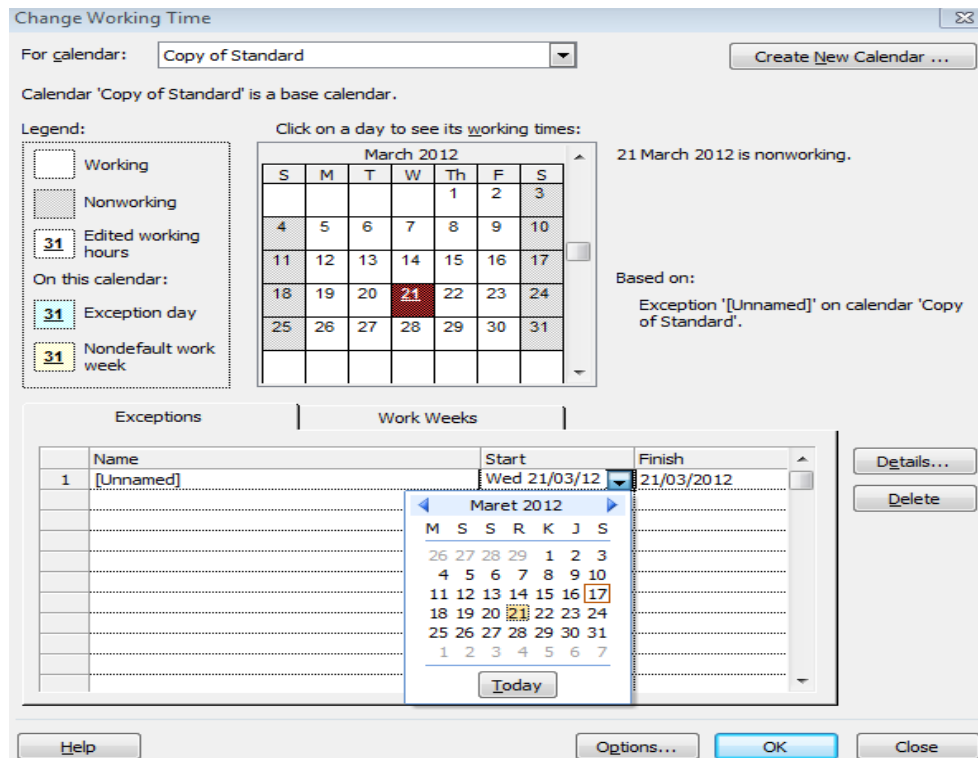 Change Working Time
For calendar: Copy of Standard Create New Calendar ...
Calendar 'Copy of Standard' is a base calendar.
Legend: Click on a day to see its working times:
Working
Nonworking
31 Edited working
hours
On this calendar:
31 Exception day
31 Nondefault work
week
March 2012
S M T W Th F S
1 2 3
4 5 6 7 8 9 10
11 12 13 14 15 16 17
18 19 20 21 22 23 24
25 26 27 28 29 30 31
21 March 2012 is nonworking.
Based on:
Exception '[Unnamed]' on calendar 'Copy
of Standard'.
Exceptions Work Weeks
Name Start Finish
1 [Unnamed] Wed 21/03/12 21/03/2012
Maret 2012
M S S R K J S
26 27 28 29 1 2 3
4 5 6 7 8 9 10
11 12 13 14 15 16 17
18 19 20 21 22 23 24
25 26 27 28 29 30 31
1 2 3 4 5 6 7
Today
Details...
Delete
Help Options... OK Close